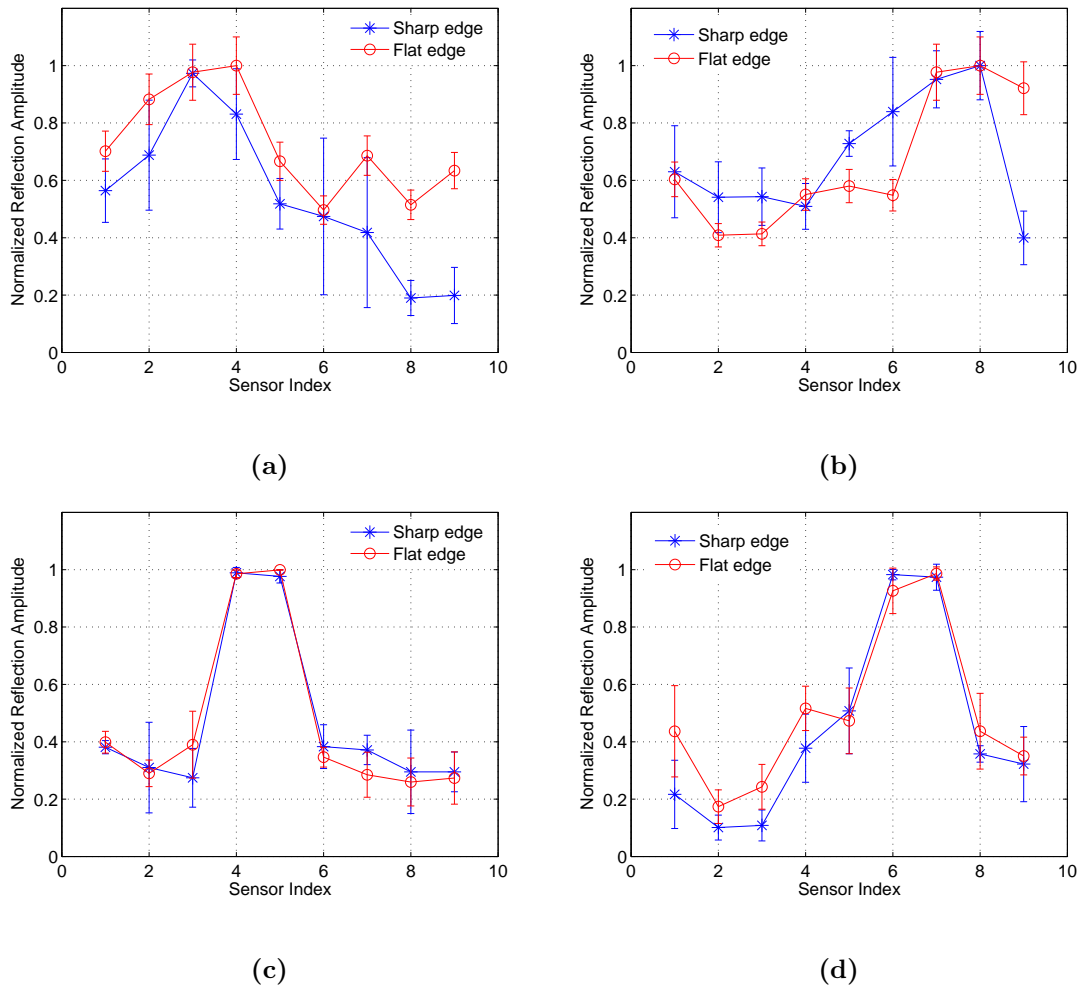 Sharp edge
Flat edge
Normalized Reflection Amplitude
1
0.8
0.6
0.4
0.2
0
0 2 4 6 8 10
Sensor Index
(a)
Sharp edge
Flat edge
Normalized Reflection Amplitude
1
0.8
0.6
0.4
0.2
0
0 2 4 6 8 10
Sensor Index
(b)
Sharp edge
Flat edge
Normalized Reflection Amplitude
1
0.8
0.6
0.4
0.2
0
0 2 4 6 8 10
Sensor Index
(c)
Sharp edge
Flat edge
Normalized Reflection Amplitude
1
0.8
0.6
0.4
0.2
0
0 2 4 6 8 10
Sensor Index
(d)